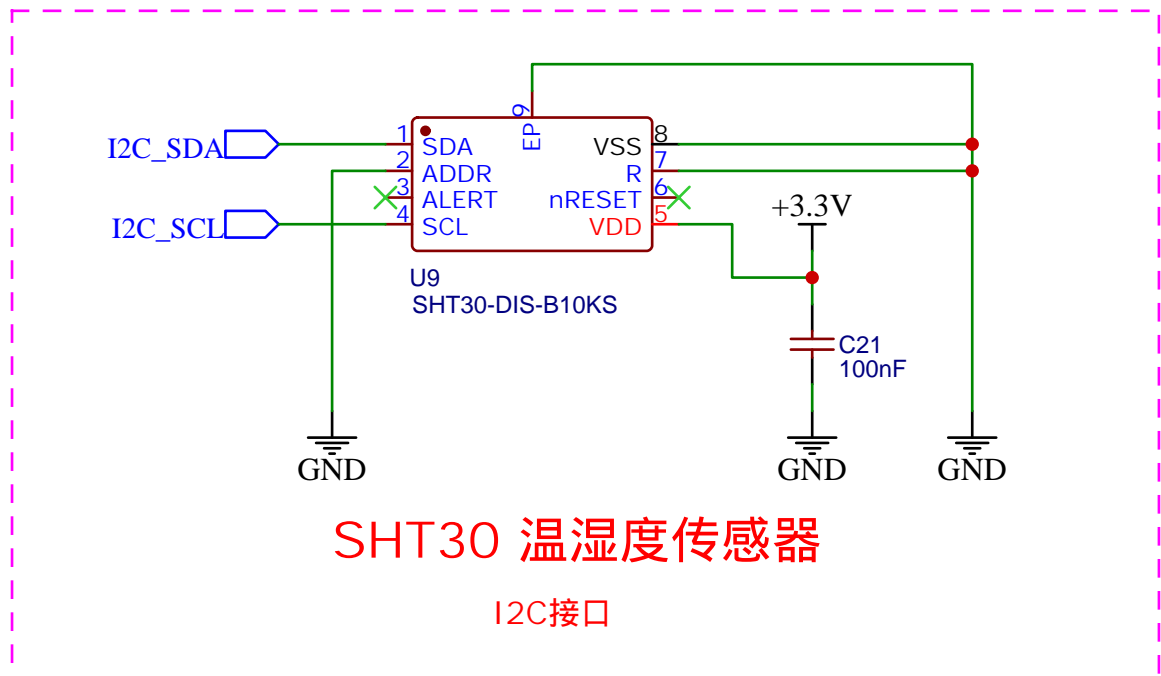 9
EP
I2C_SDA
1
SDA
VSS
8
2
ADDR
R
7
3
ALERT
nRESET
6
I2C_SCL
4
SCL
VDD
5
+3.3V
U9
SHT30-DIS-B10KS
C21
100nF
GND
GND
GND
SHT30 温湿度传感器
I2C接口